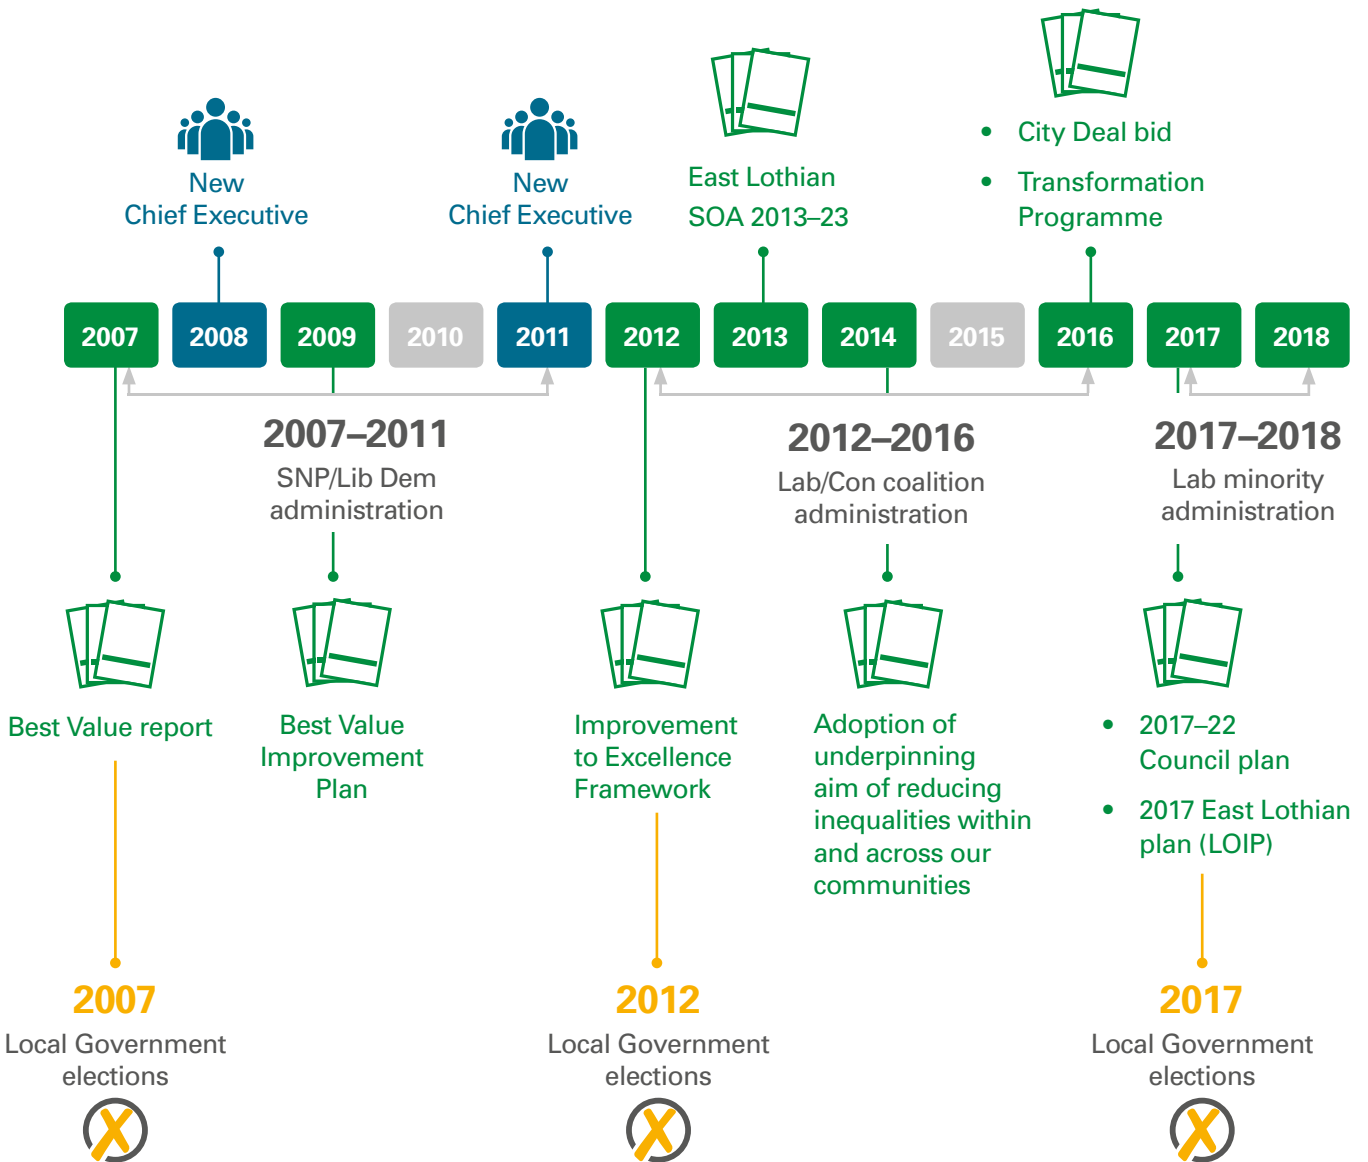 New
Chief Executive
New
Chief Executive
East Lothian
SOA 2013–23
• City Deal bid
• Transformation
Programme
2007
2008
2009
2010
2011
2012
2013
2014
2015
2016
2017
2018
2007–2011
SNP/Lib Dem
administration
2012–2016
Lab/Con coalition
administration
2017–2018
Lab minority
administration
Best Value report
Best Value
Improvement
Plan
Improvement
to Excellence
Framework
Adoption of
underpinning
aim of reducing
inequalities within
and across our
communities
• 2017–22
Council plan
• 2017 East Lothian
plan (LOIP)
2007
Local Government
elections
2012
Local Government
elections
2017
Local Government
elections